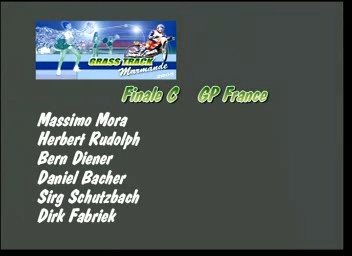 GRASS TRACK
Marmande
Finale C GP France
Massimo Mora
Herbert Rudolph
Bern Diener
Daniel Bacher
Sirg Schutzbach
Dirk Fabriek